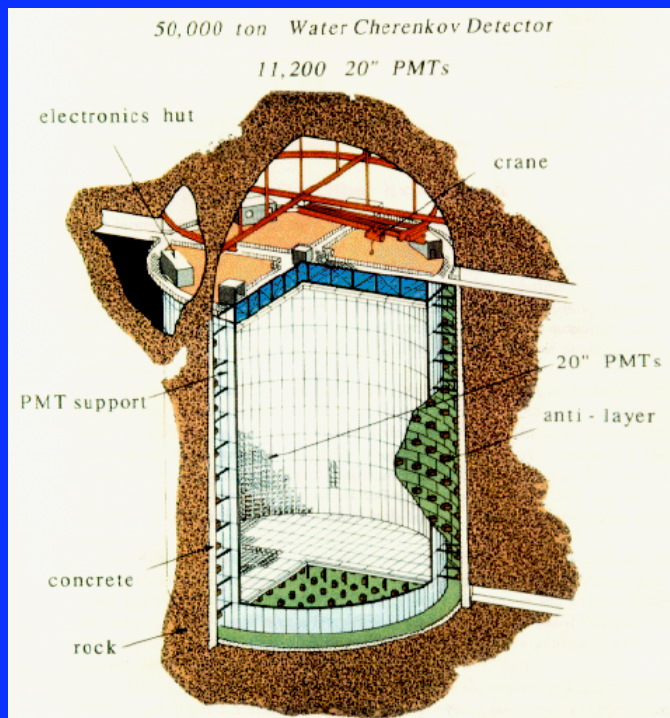 50,000 ton Water Cherenkov Detector
11,200 20" PMTs
electronics hut
crane
20" PMTs
PMT support
anti - layer
concrete
rock